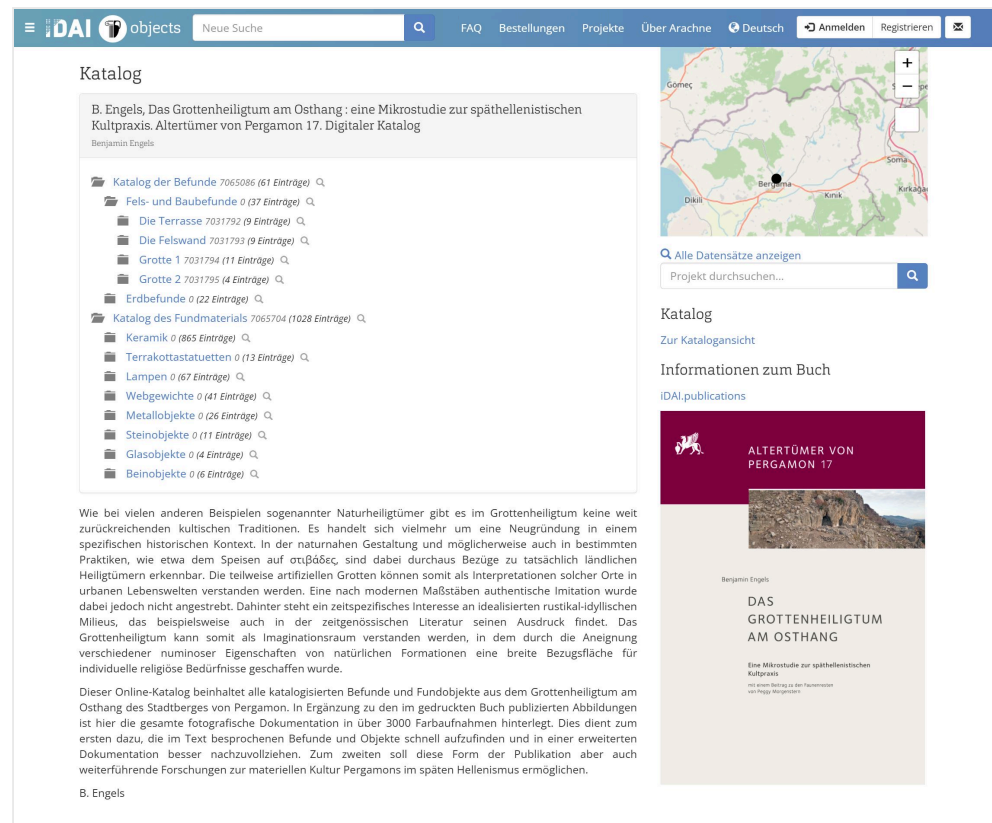 ≡ iDAI objects Neue Suche FAQ Bestellungen Projekte Über Arachne Deutsch Anmelden Registrieren
Katalog
B. Engels, Das Grottenheiligtum am Osthang : eine Mikrostudie zur späthellenistischen
Kultpraxis. Altertümer von Pergamon 17. Digitaler Katalog
Benjamin Engels
Katalog der Befunde 7065086 (61 Einträge)
Fels- und Baubefunde 0 (37 Einträge)
Die Terrasse 7031792 (9 Einträge)
Die Felswand 7031793 (9 Einträge)
Grotte 1 7031794 (11 Einträge)
Grotte 2 7031795 (4 Einträge)
Erdbefunde 0 (22 Einträge)
Katalog des Fundmaterials 7065704 (1028 Einträge)
Keramik 0 (865 Einträge)
Terrakottastatuetten 0 (13 Einträge)
Lampen 0 (67 Einträge)
Webgewichte 0 (41 Einträge)
Metallobjekte 0 (26 Einträge)
Steinobjekte 0 (11 Einträge)
Glasobjekte 0 (4 Einträge)
Beinobjekte 0 (6 Einträge)
Wie bei vielen anderen Beispielen sogenannter Naturheiligtümer gibt es im Grottenheiligtum keine weit
zurückreichenden kultischen Traditionen. Es handelt sich vielmehr um eine Neugründung in einem
spezifischen historischen Kontext. In der naturnahen Gestaltung und möglicherweise auch in bestimmten
Praktiken, wie etwa dem Speisen auf στιβάδες, sind dabei durchaus Bezüge zu tatsächlich ländlichen
Heiligtümern erkennbar. Die teilweise artifiziellen Grotten können somit als Interpretationen solcher Orte in
urbanen Lebenswelten verstanden werden. Eine nach modernen Maßstäben authentische Imitation wurde
dabei jedoch nicht angestrebt. Dahinter steht ein zeitspezifisches Interesse an idealisierten rustikal-idyllischen
Milieus, das beispielsweise auch in der zeitgenössischen Literatur seinen Ausdruck findet. Das
Grottenheiligtum kann somit als Imaginationsraum verstanden werden, in dem durch die Aneignung
verschiedener numinoser Eigenschaften von natürlichen Formationen eine breite Bezugsfläche für
individuelle religiöse Bedürfnisse geschaffen wurde.
Dieser Online-Katalog beinhaltet alle katalogisierten Befunde und Fundobjekte aus dem Grottenheiligtum am
Osthang des Stadtberges von Pergamon. In Ergänzung zu den im gedruckten Buch publizierten Abbildungen
ist hier die gesamte fotografische Dokumentation in über 3000 Farbaufnahmen hinterlegt. Dies dient zum
ersten dazu, die im Text besprochenen Befunde und Objekte schnell aufzufinden und in einer erweiterten
Dokumentation besser nachzuvollziehen. Zum zweiten soll diese Form der Publikation aber auch
weiterführende Forschungen zur materiellen Kultur Pergamons im späten Hellenismus ermöglichen.
B. Engels
+
−
Gömeç
Soma
Bergama
Kırkağa
Dikili
Kınık
Alle Datensätze anzeigen
Projekt durchsuchen...
Katalog
Zur Katalogansicht
Informationen zum Buch
iDAI.publications
ALTERTÜMER VON
PERGAMON 17
Benjamin Engels
DAS
GROTTENHEILIGTUM
AM OSTHANG
Eine Mikrostudie zur späthellenistischen
Kultpraxis
mit einem Beitrag zu den Faunenresten
von Peggy Morgenstern